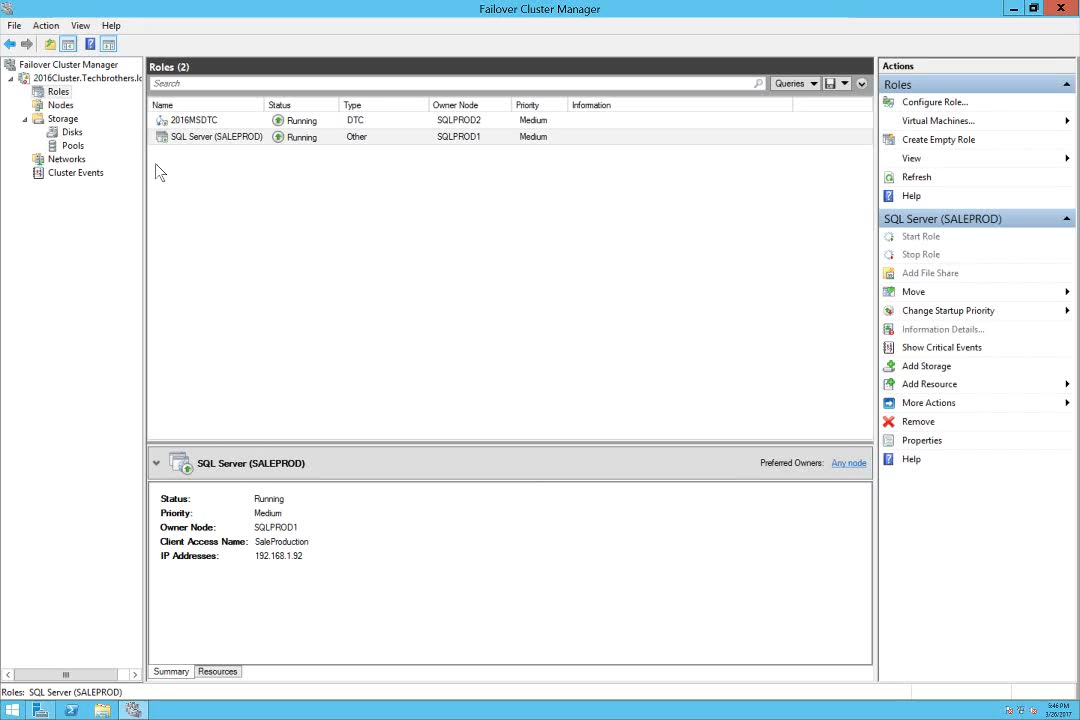 Failover Cluster Manager
File Action View Help
Failover Cluster Manager
2016Cluster.Techbrothers.lo
Roles
Nodes
Storage
Disks
Pools
Networks
Cluster Events
Roles (2)
Search
Queries
Name Status Type Owner Node Priority Information
2016MSDTC Running DTC SQLPROD2 Medium
SQL Server (SALEPROD) Running Other SQLPROD1 Medium
SQL Server (SALEPROD) Preferred Owners: Any node
Status: Running
Priority: Medium
Owner Node: SQLPROD1
Client Access Name: SaleProduction
IP Addresses: 192.168.1.92
Summary Resources
Actions
Roles
Configure Role...
Virtual Machines...
Create Empty Role
View
Refresh
Help
SQL Server (SALEPROD)
Start Role
Stop Role
Add File Share
Move
Change Startup Priority
Information Details...
Show Critical Events
Add Storage
Add Resource
More Actions
Remove
Properties
Help
Roles: SQL Server (SALEPROD)
5:46 PM
3/26/2017